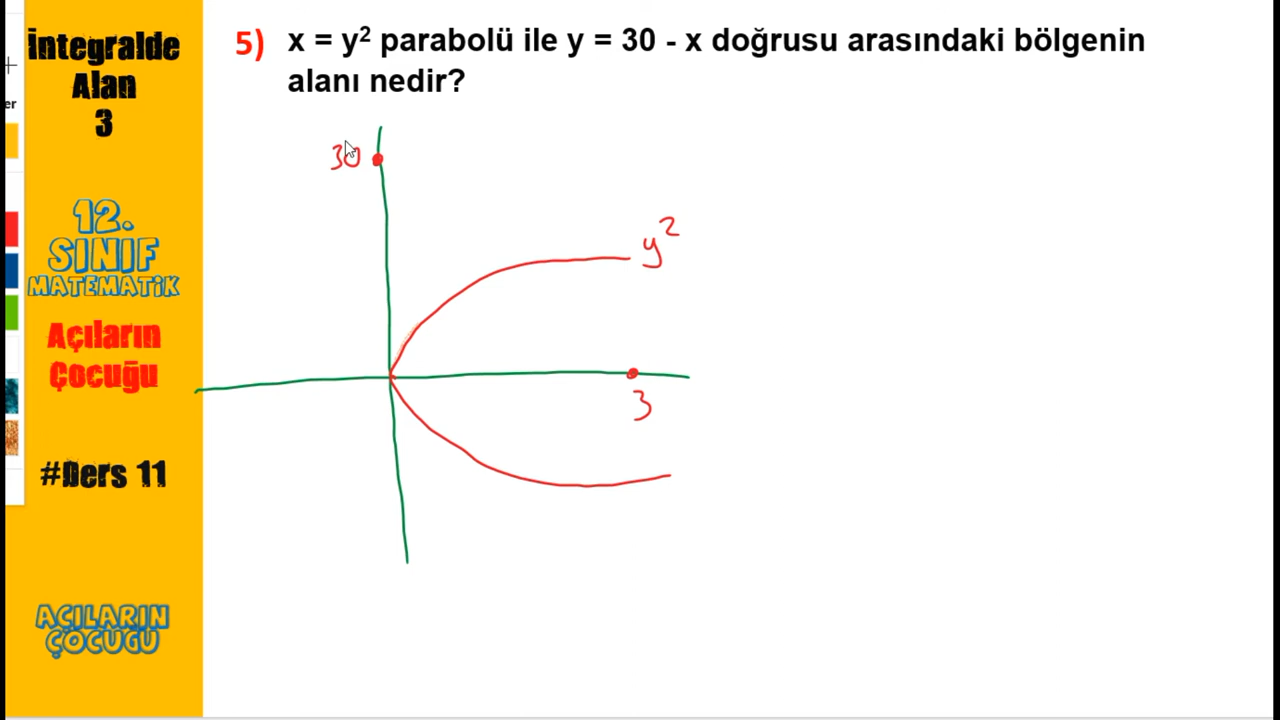 İntegralde
Alan
3
12.
SINIF
MATEMATİK
Açıların
Çocuğu
#Ders 11
AÇILARIN
ÇOCUĞU
er
5) x = y² parabolü ile y = 30 - x doğrusu arasındaki bölgenin
alanı nedir?
30
y²
3